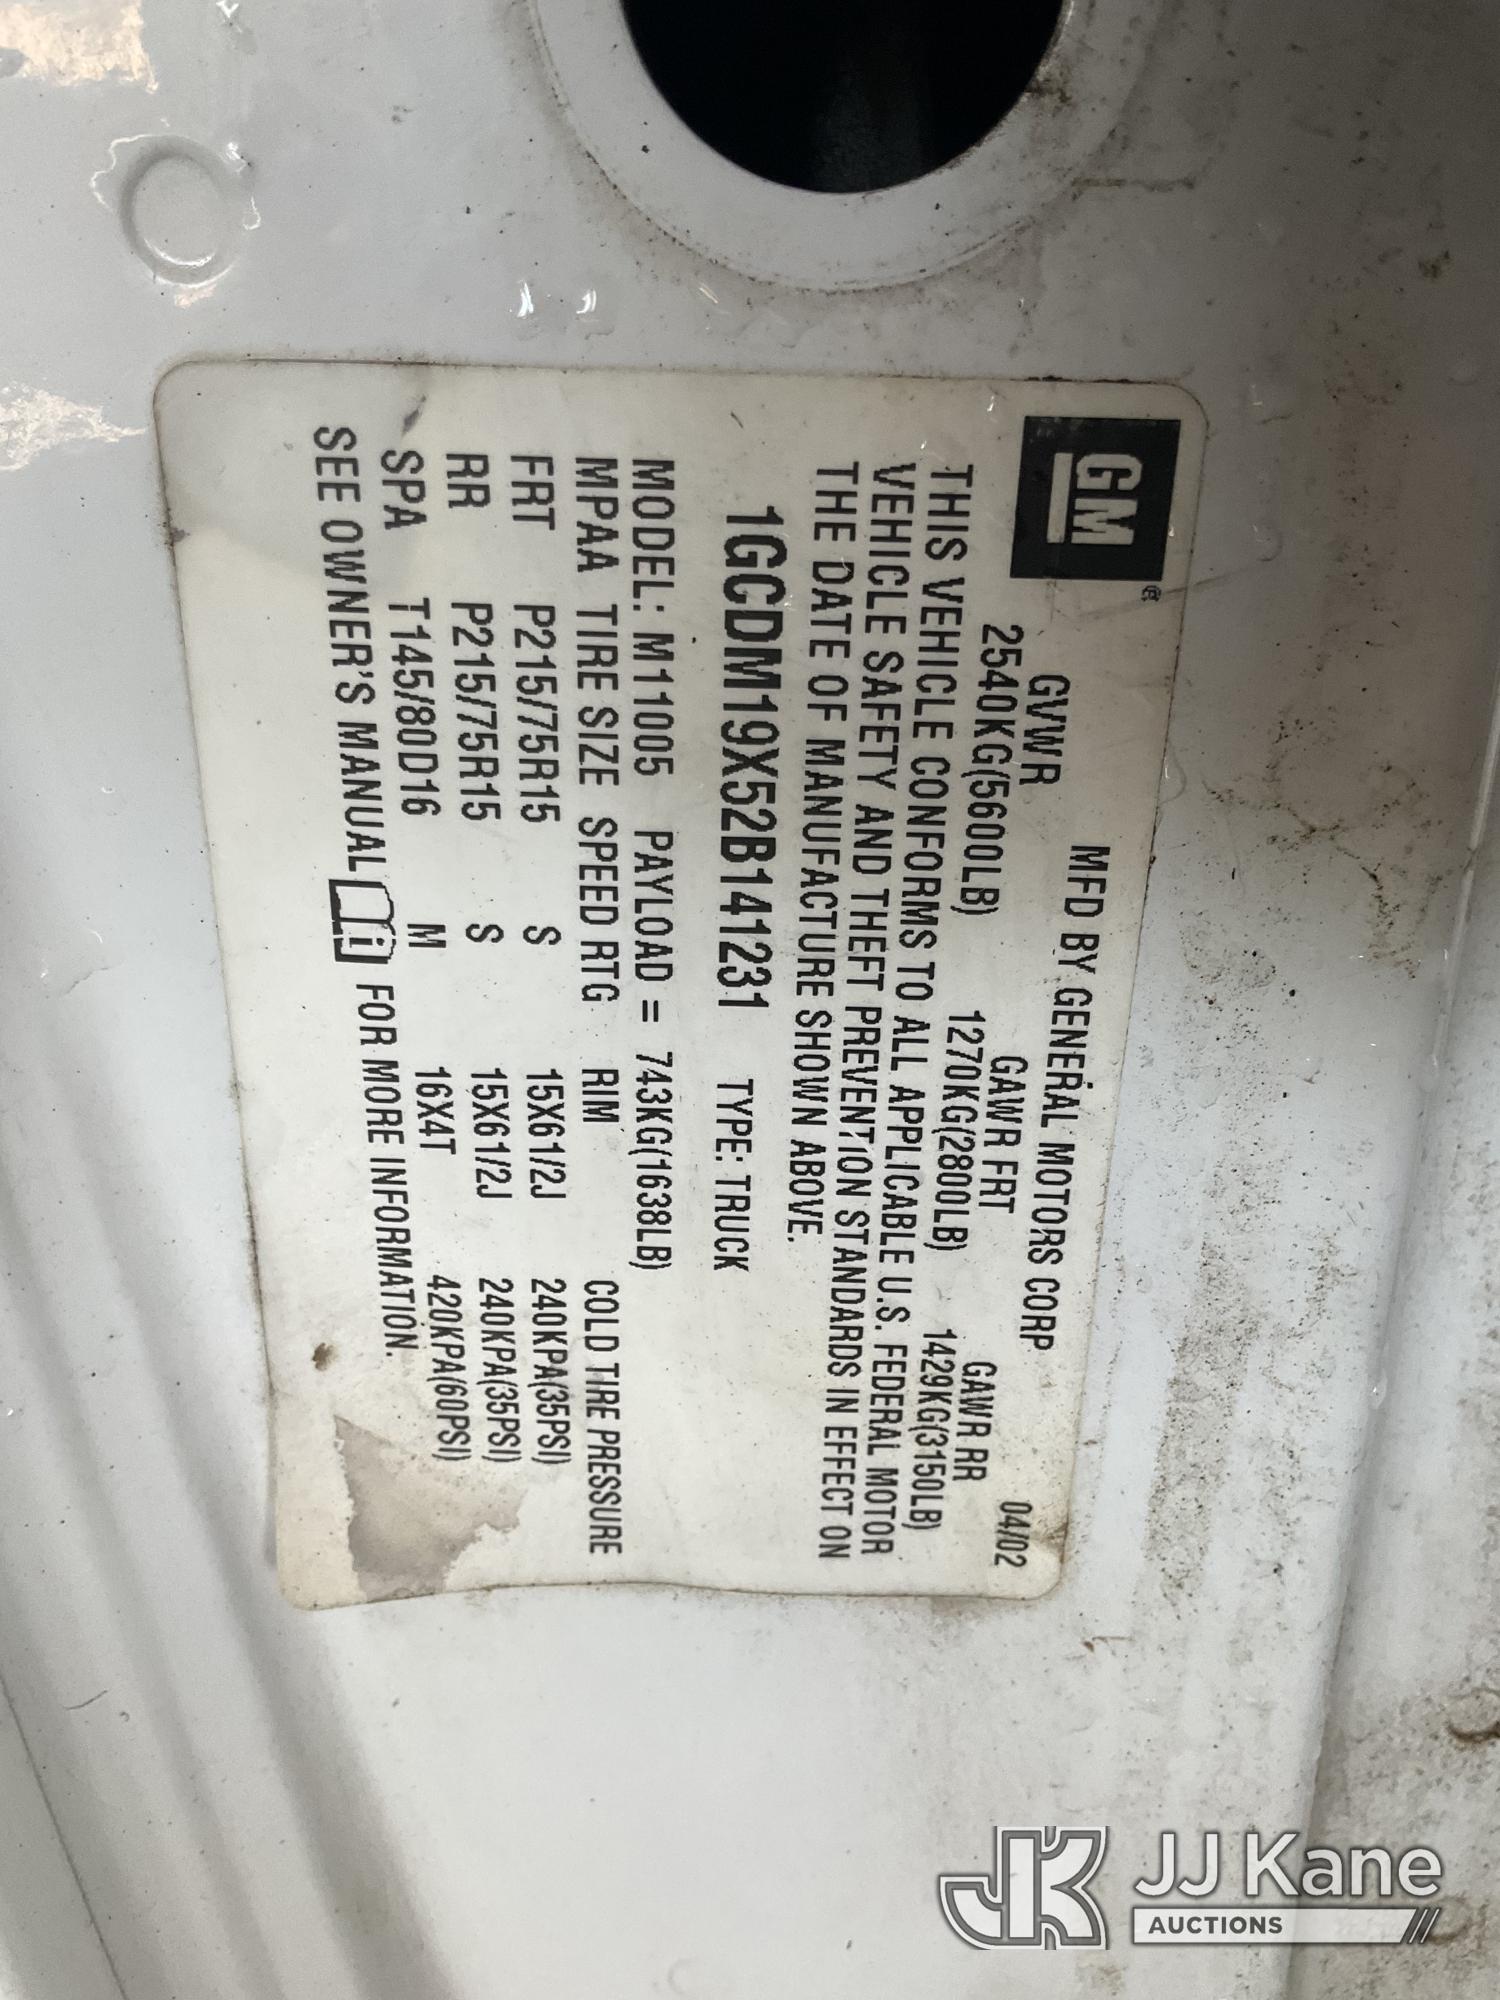 GM
MFD BY GENERAL MOTORS CORP 04/02
GVWR GAWR FRT GAWR RR
2540KG(5600LB) 1270KG(2800LB) 1429KG(3150LB)
THIS VEHICLE CONFORMS TO ALL APPLICABLE U.S. FEDERAL MOTOR
VEHICLE SAFETY AND THEFT PREVENTION STANDARDS IN EFFECT ON
THE DATE OF MANUFACTURE SHOWN ABOVE.
1GCDM19X52B141231 TYPE: TRUCK
MODEL: M11005 PAYLOAD = 743KG(1638LB)
MPAA TIRE SIZE SPEED RTG RIM COLD TIRE PRESSURE
FRT P215/75R15 S 15X61/2J 240KPA(35PSI)
RR P215/75R15 S 15X61/2J 240KPA(35PSI)
SPA T145/80D16 M 16X4T 420KPA(60PSI)
SEE OWNER'S MANUAL i FOR MORE INFORMATION.
JK JJ Kane
AUCTIONS